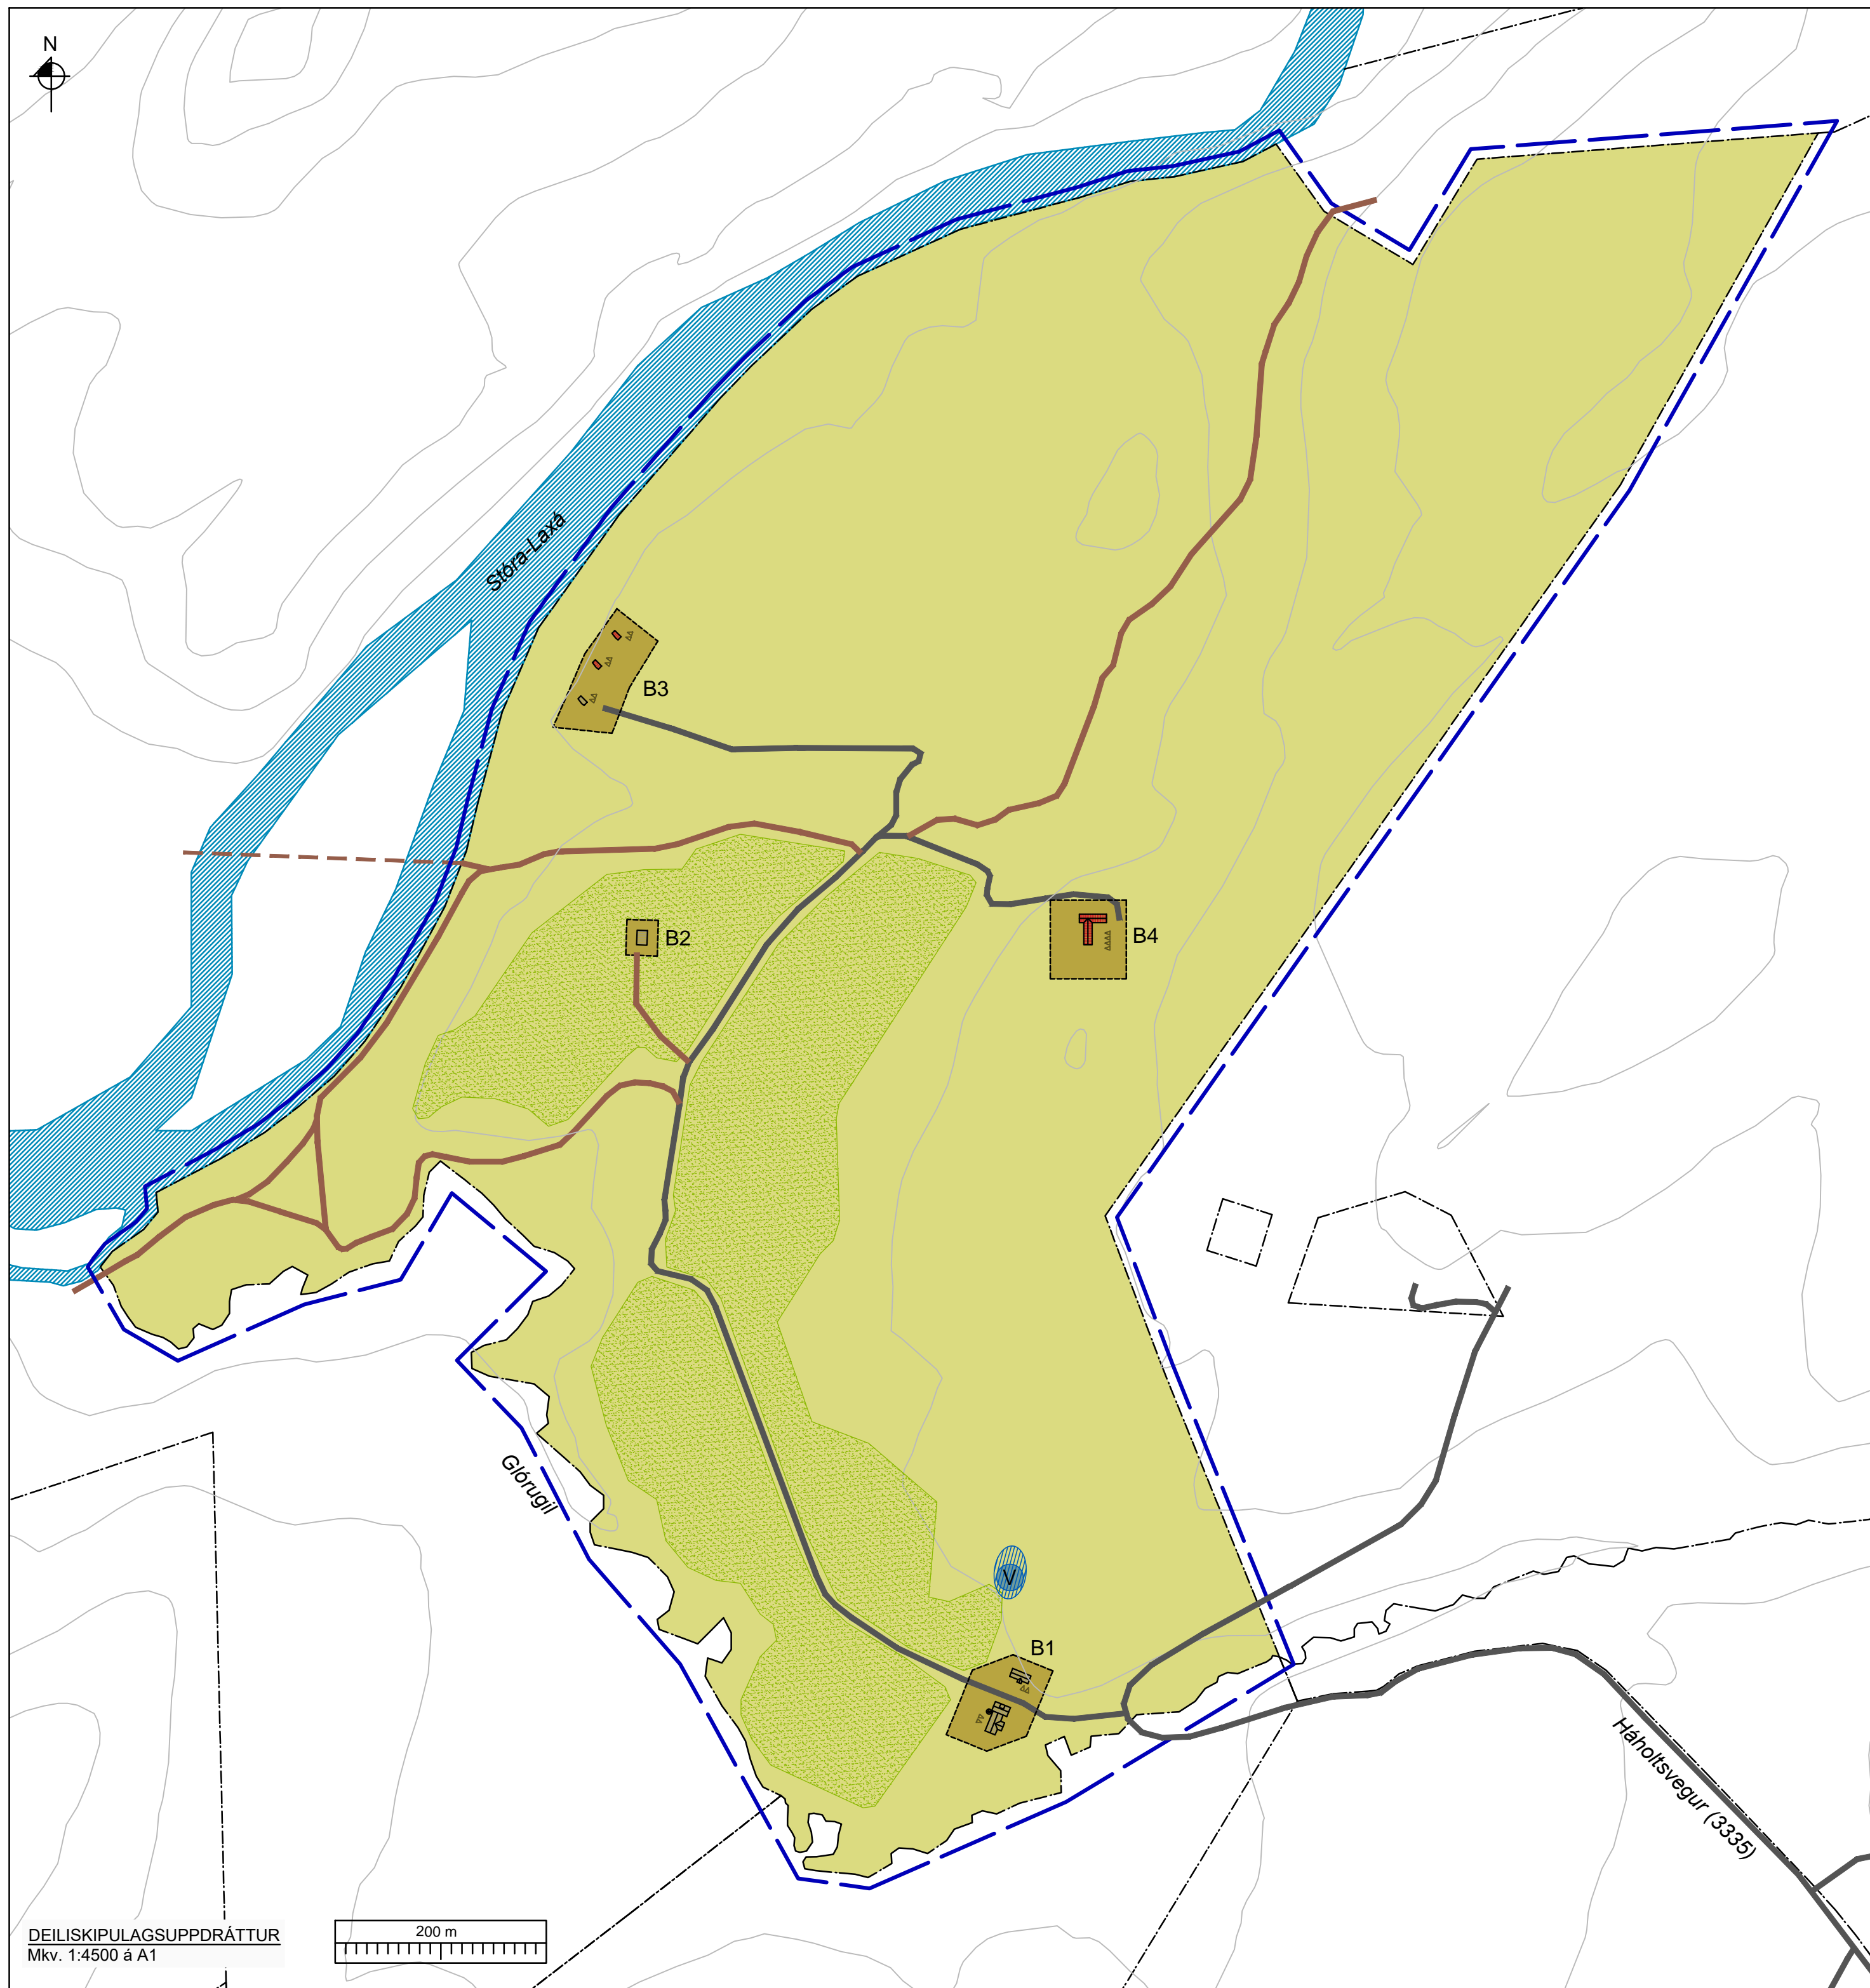 N
Stóra-Laxá
B3
B2
B4
Glórugil
V
B1
Háholtsvegur (3335)
DEILISKIPULAGSUPPDRÁTTUR
Mkv. 1:4500 á A1
200 m